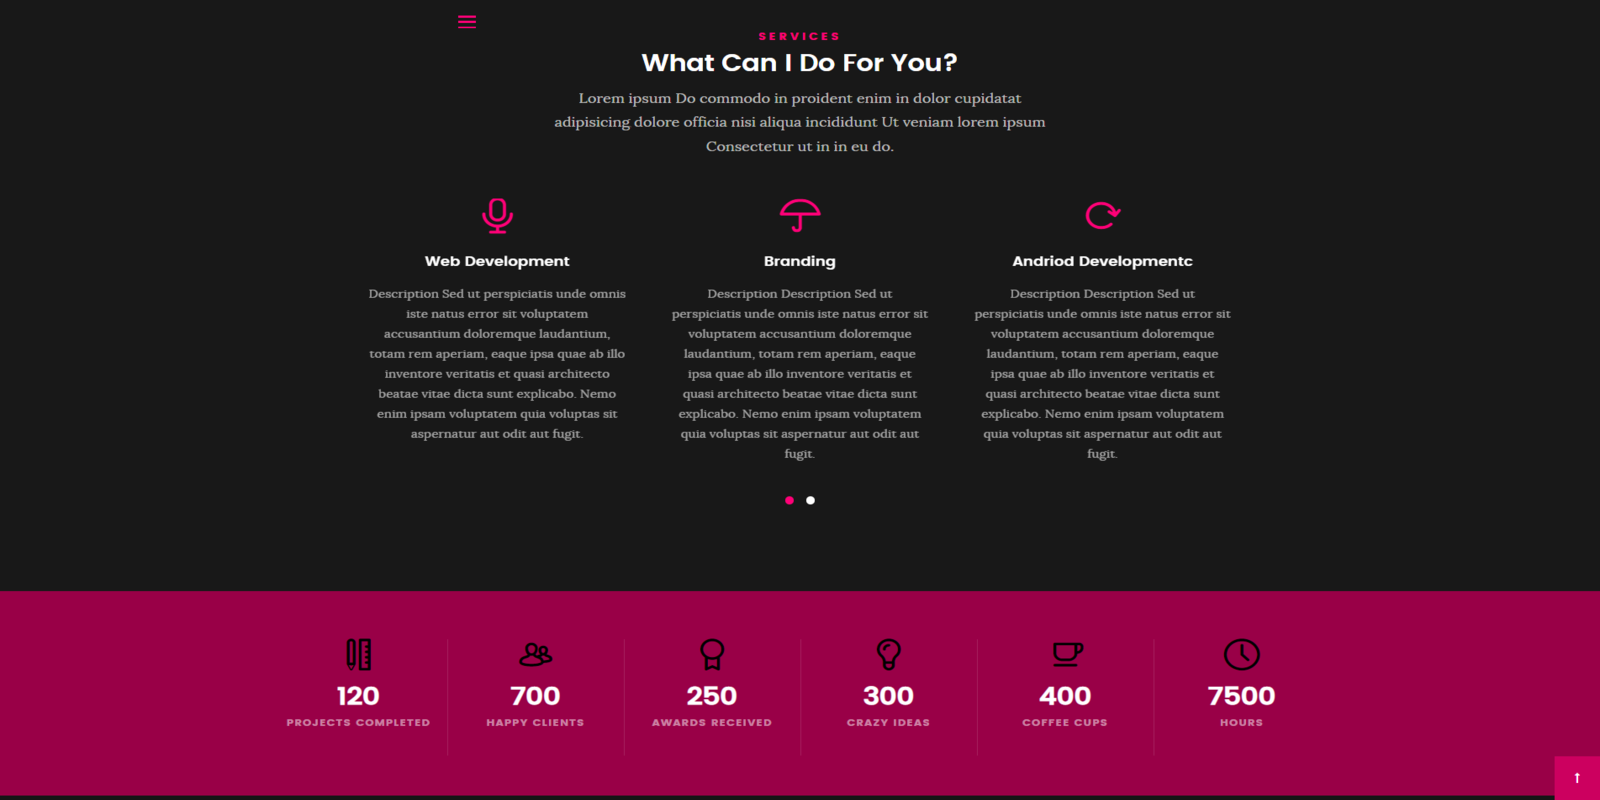 SERVICES
What Can I Do For You?
Lorem ipsum Do commodo in proident enim in dolor cupidatat
adipisicing dolore officia nisi aliqua incididunt Ut veniam lorem ipsum
Consectetur ut in in eu do.
Web Development
Description Sed ut perspiciatis unde omnis
iste natus error sit voluptatem
accusantium doloremque laudantium,
totam rem aperiam, eaque ipsa quae ab illo
inventore veritatis et quasi architecto
beatae vitae dicta sunt explicabo. Nemo
enim ipsam voluptatem quia voluptas sit
aspernatur aut odit aut fugit.
Branding
Description Description Sed ut
perspiciatis unde omnis iste natus error sit
voluptatem accusantium doloremque
laudantium, totam rem aperiam, eaque
ipsa quae ab illo inventore veritatis et
quasi architecto beatae vitae dicta sunt
explicabo. Nemo enim ipsam voluptatem
quia voluptas sit aspernatur aut odit aut
fugit.
Andriod Developmentc
Description Description Sed ut
perspiciatis unde omnis iste natus error sit
voluptatem accusantium doloremque
laudantium, totam rem aperiam, eaque
ipsa quae ab illo inventore veritatis et
quasi architecto beatae vitae dicta sunt
explicabo. Nemo enim ipsam voluptatem
quia voluptas sit aspernatur aut odit aut
fugit.
120
PROJECTS COMPLETED
700
HAPPY CLIENTS
250
AWARDS RECEIVED
300
CRAZY IDEAS
400
COFFEE CUPS
7500
HOURS